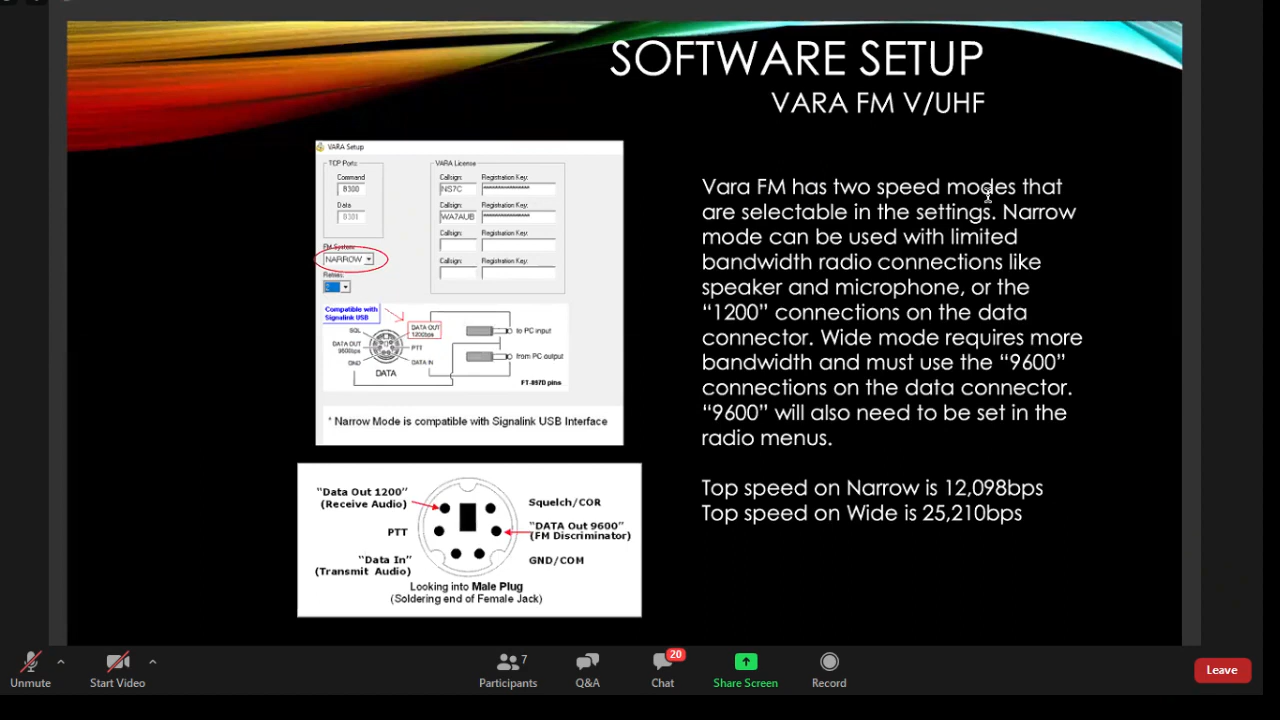 SOFTWARE SETUP
VARA FM V/UHF
VARA Setup
TCP Ports
Command
8300
Data
8301
FM System:
NARROW
Retries:
2
VARA License
Callsign: Registration Key:
NS7C ****************
Callsign: Registration Key:
WA7AUB ****************
Callsign: Registration Key:
Callsign: Registration Key:
Compatible with
Signalink USB
SQL
DATA OUT
1200bps
DATA OUT
9600bps
PTT
GND
DATA IN
DATA
to PC input
from PC output
FT-897D pins
* Narrow Mode is compatible with Signalink USB Interface
"Data Out 1200"
(Receive Audio)
Squelch/COR
PTT
"DATA Out 9600"
(FM Discriminator)
"Data In"
(Transmit Audio)
GND/COM
Looking into Male Plug
(Soldering end of Female Jack)
Vara FM has two speed modes that
are selectable in the settings. Narrow
mode can be used with limited
bandwidth radio connections like
speaker and microphone, or the
“1200” connections on the data
connector. Wide mode requires more
bandwidth and must use the “9600”
connections on the data connector.
“9600” will also need to be set in the
radio menus.
Top speed on Narrow is 12,098bps
Top speed on Wide is 25,210bps
Unmute
Start Video
7
Participants
Q&A
20
Chat
Share Screen
Record
Leave